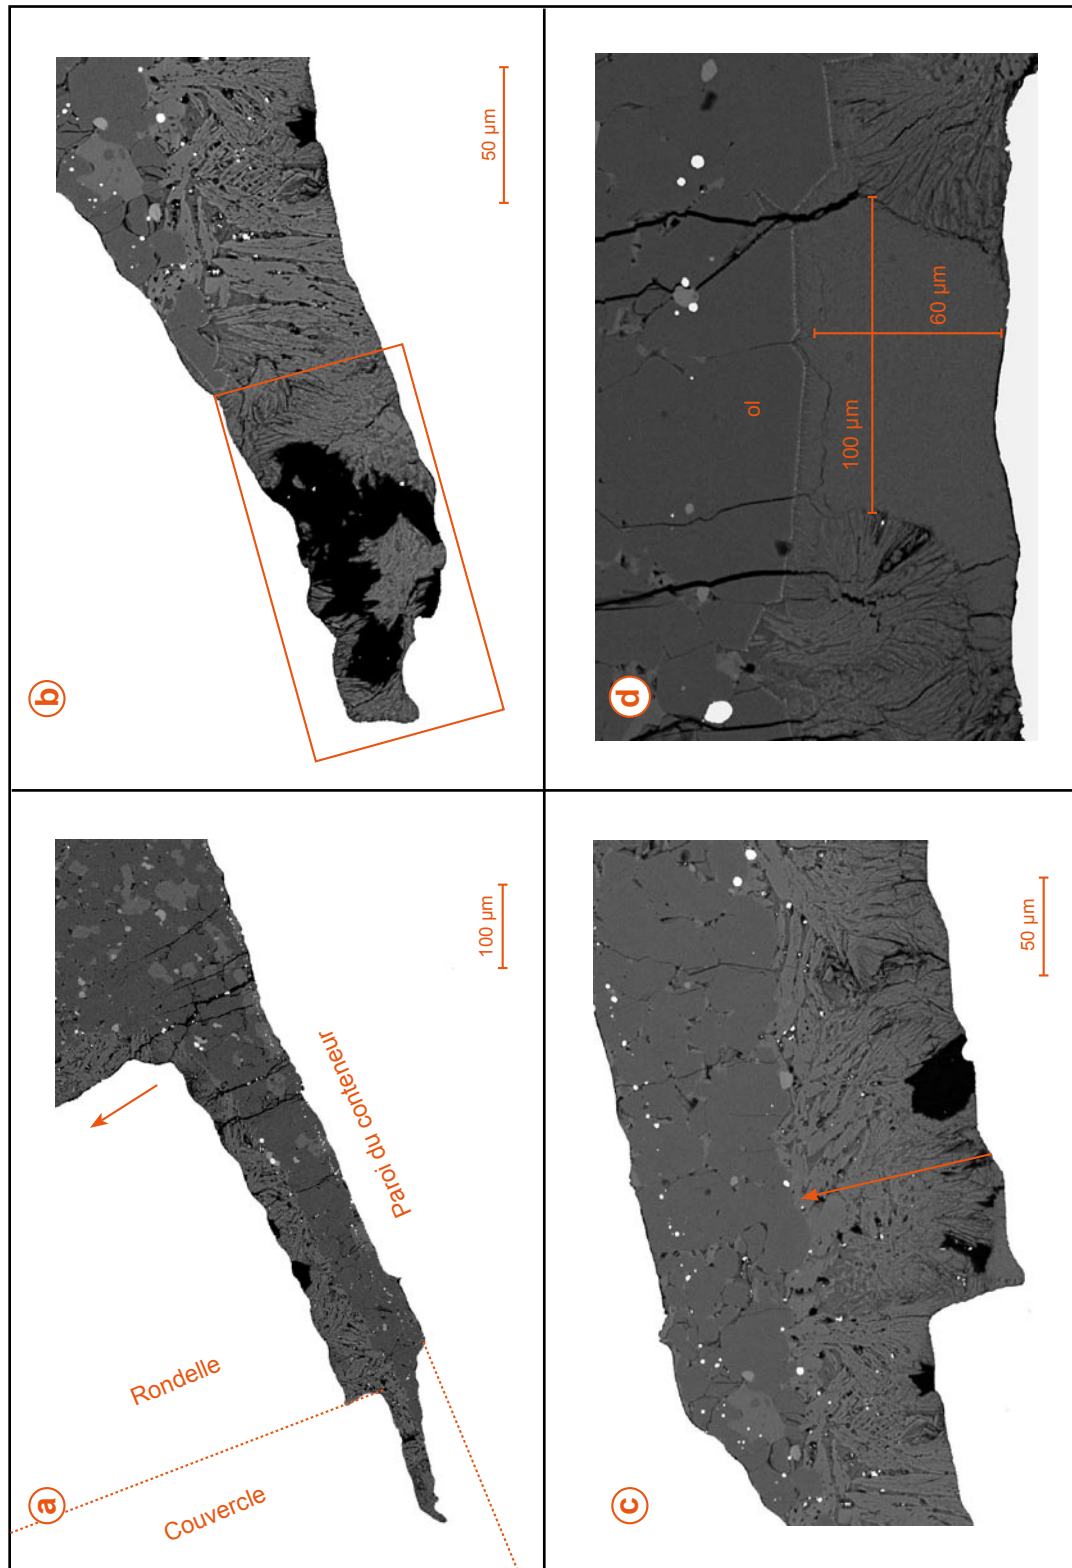 a
Couvercle
Rondelle
Paroi du conteneur
100 µm
b
50 µm
c
50 µm
d
ol
100 µm
60 µm